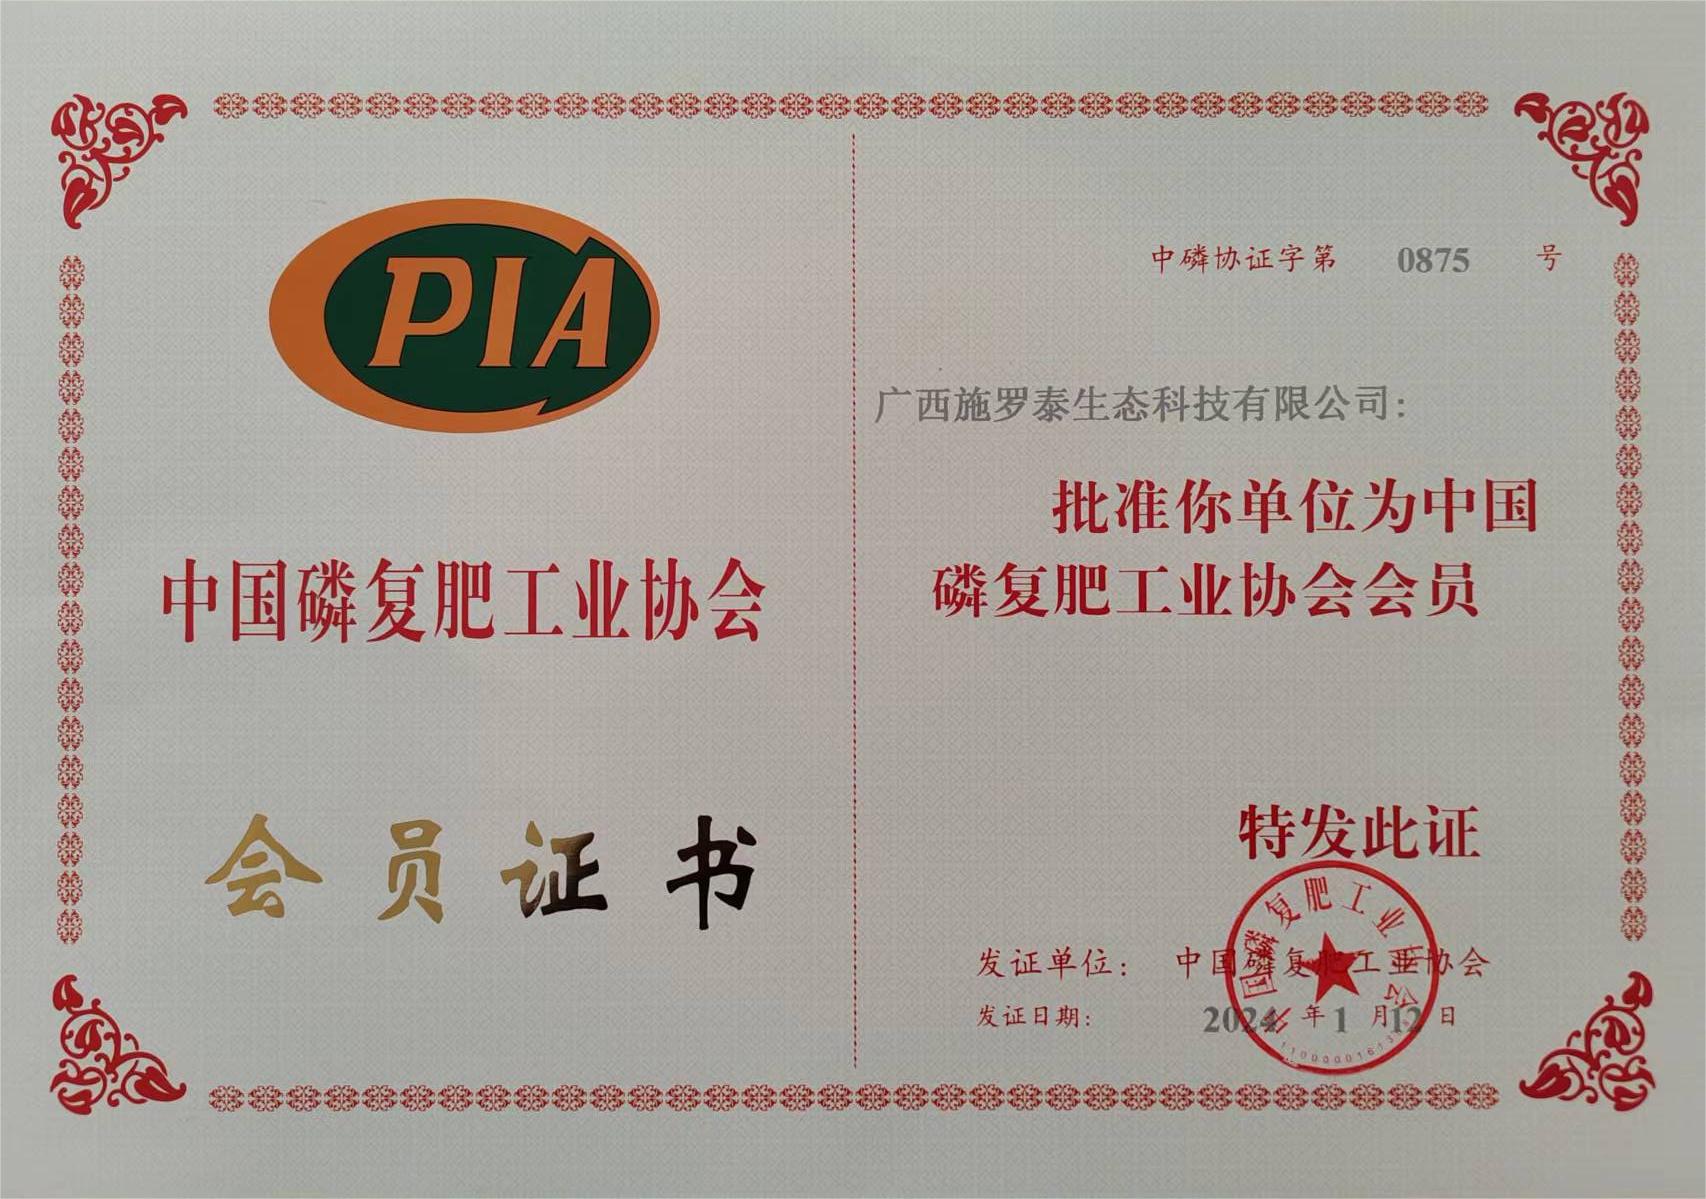 CPIA
中国磷复肥工业协会
会员证书
中磷协证字第 0875 号
广西施罗泰生态科技有限公司：
批准你单位为中国
磷复肥工业协会会员
特发此证
发证单位： 中国磷复肥工业协会
发证日期： 2024 年 1 月 12 日